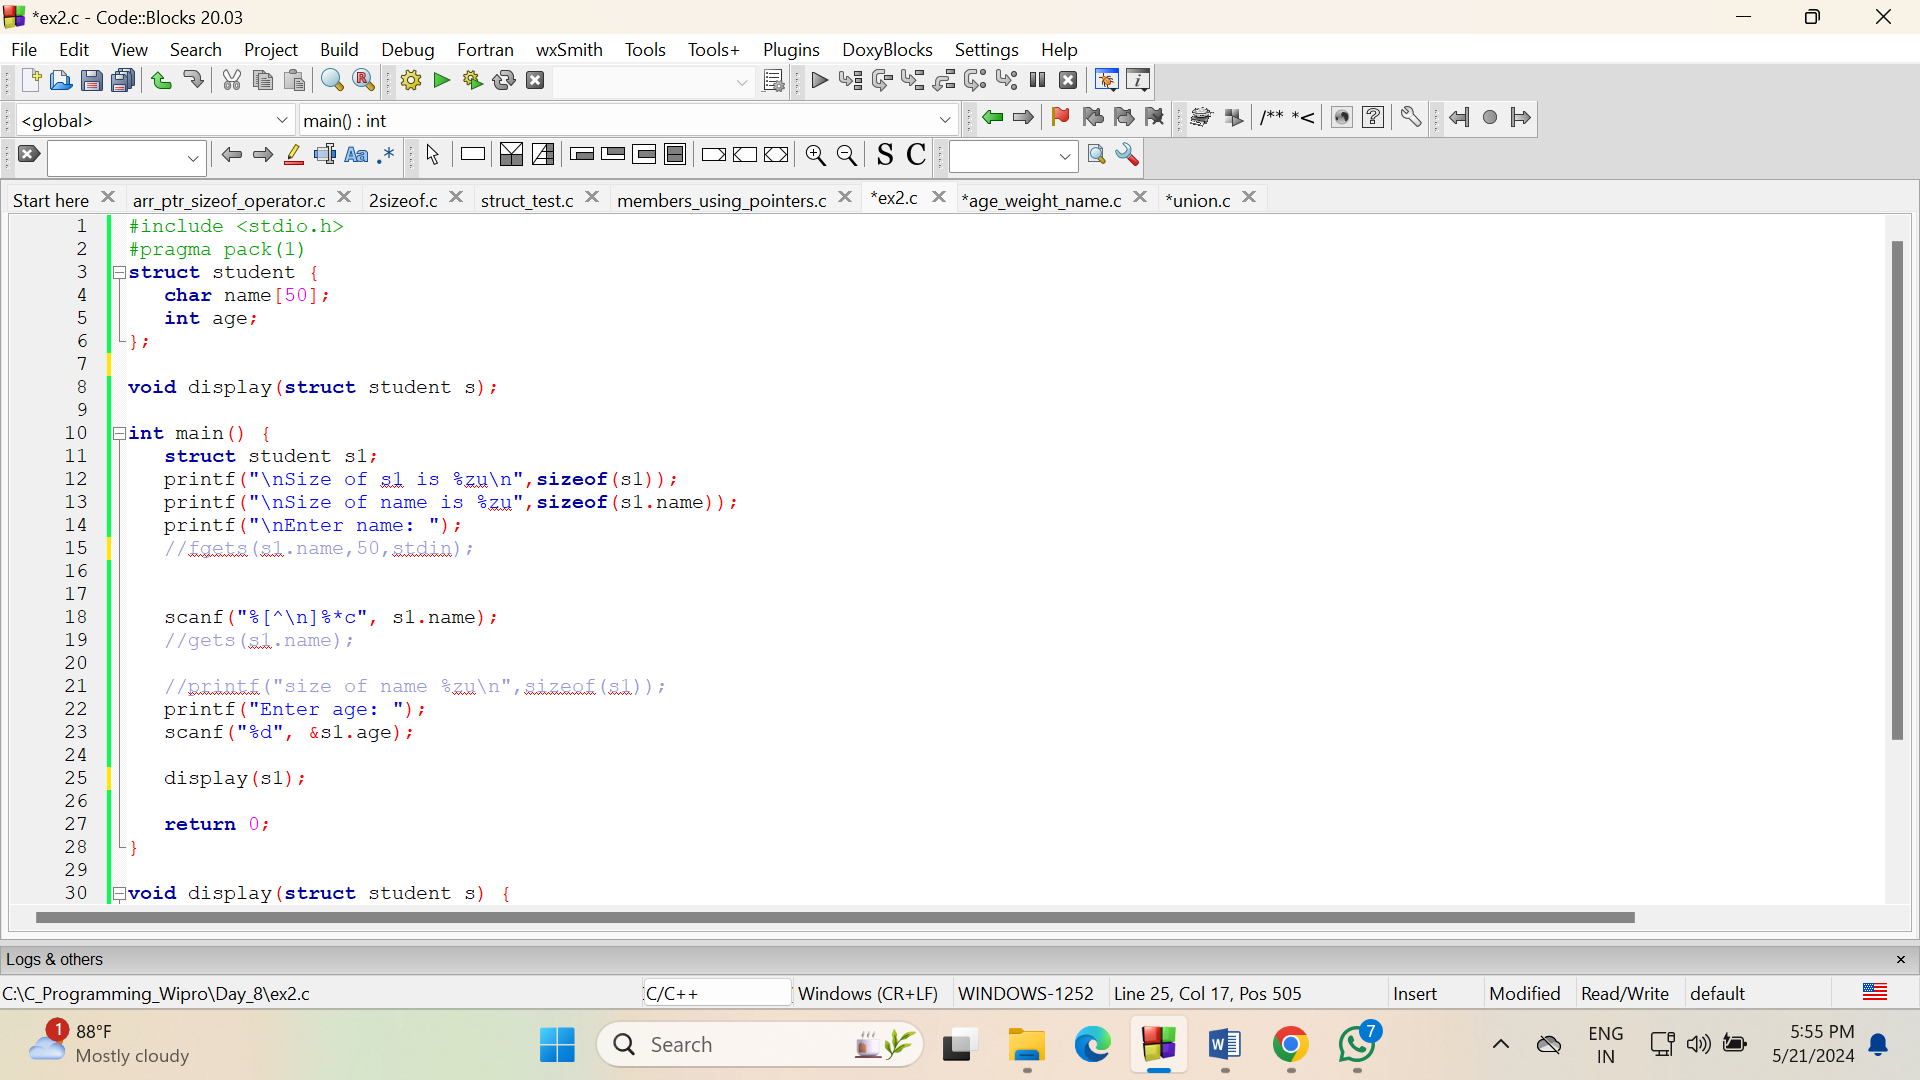 *ex2.c - Code::Blocks 20.03
File Edit View Search Project Build Debug Fortran wxSmith Tools Tools+ Plugins DoxyBlocks Settings Help
<global> main() : int /** *<
Aa .* S C
Start here arr_ptr_sizeof_operator.c 2sizeof.c struct_test.c members_using_pointers.c *ex2.c *age_weight_name.c *union.c
1 #include <stdio.h>
2 #pragma pack(1)
3 struct student {
4 char name[50];
5 int age;
6 };
7
8 void display(struct student s);
9
10 int main() {
11 struct student s1;
12 printf("\nSize of s1 is %zu\n",sizeof(s1));
13 printf("\nSize of name is %zu",sizeof(s1.name));
14 printf("\nEnter name: ");
15 //fgets(s1.name,50,stdin);
16
17
18 scanf("%[^\n]%*c", s1.name);
19 //gets(s1.name);
20
21 //printf("size of name %zu\n",sizeof(s1));
22 printf("Enter age: ");
23 scanf("%d", &s1.age);
24
25 display(s1);
26
27 return 0;
28 }
29
30 void display(struct student s) {
Logs & others
C:\C_Programming_Wipro\Day_8\ex2.c C/C++ Windows (CR+LF) WINDOWS-1252 Line 25, Col 17, Pos 505 Insert Modified Read/Write default
1 88°F
Mostly cloudy
Search
7
ENG
IN
5:55 PM
5/21/2024